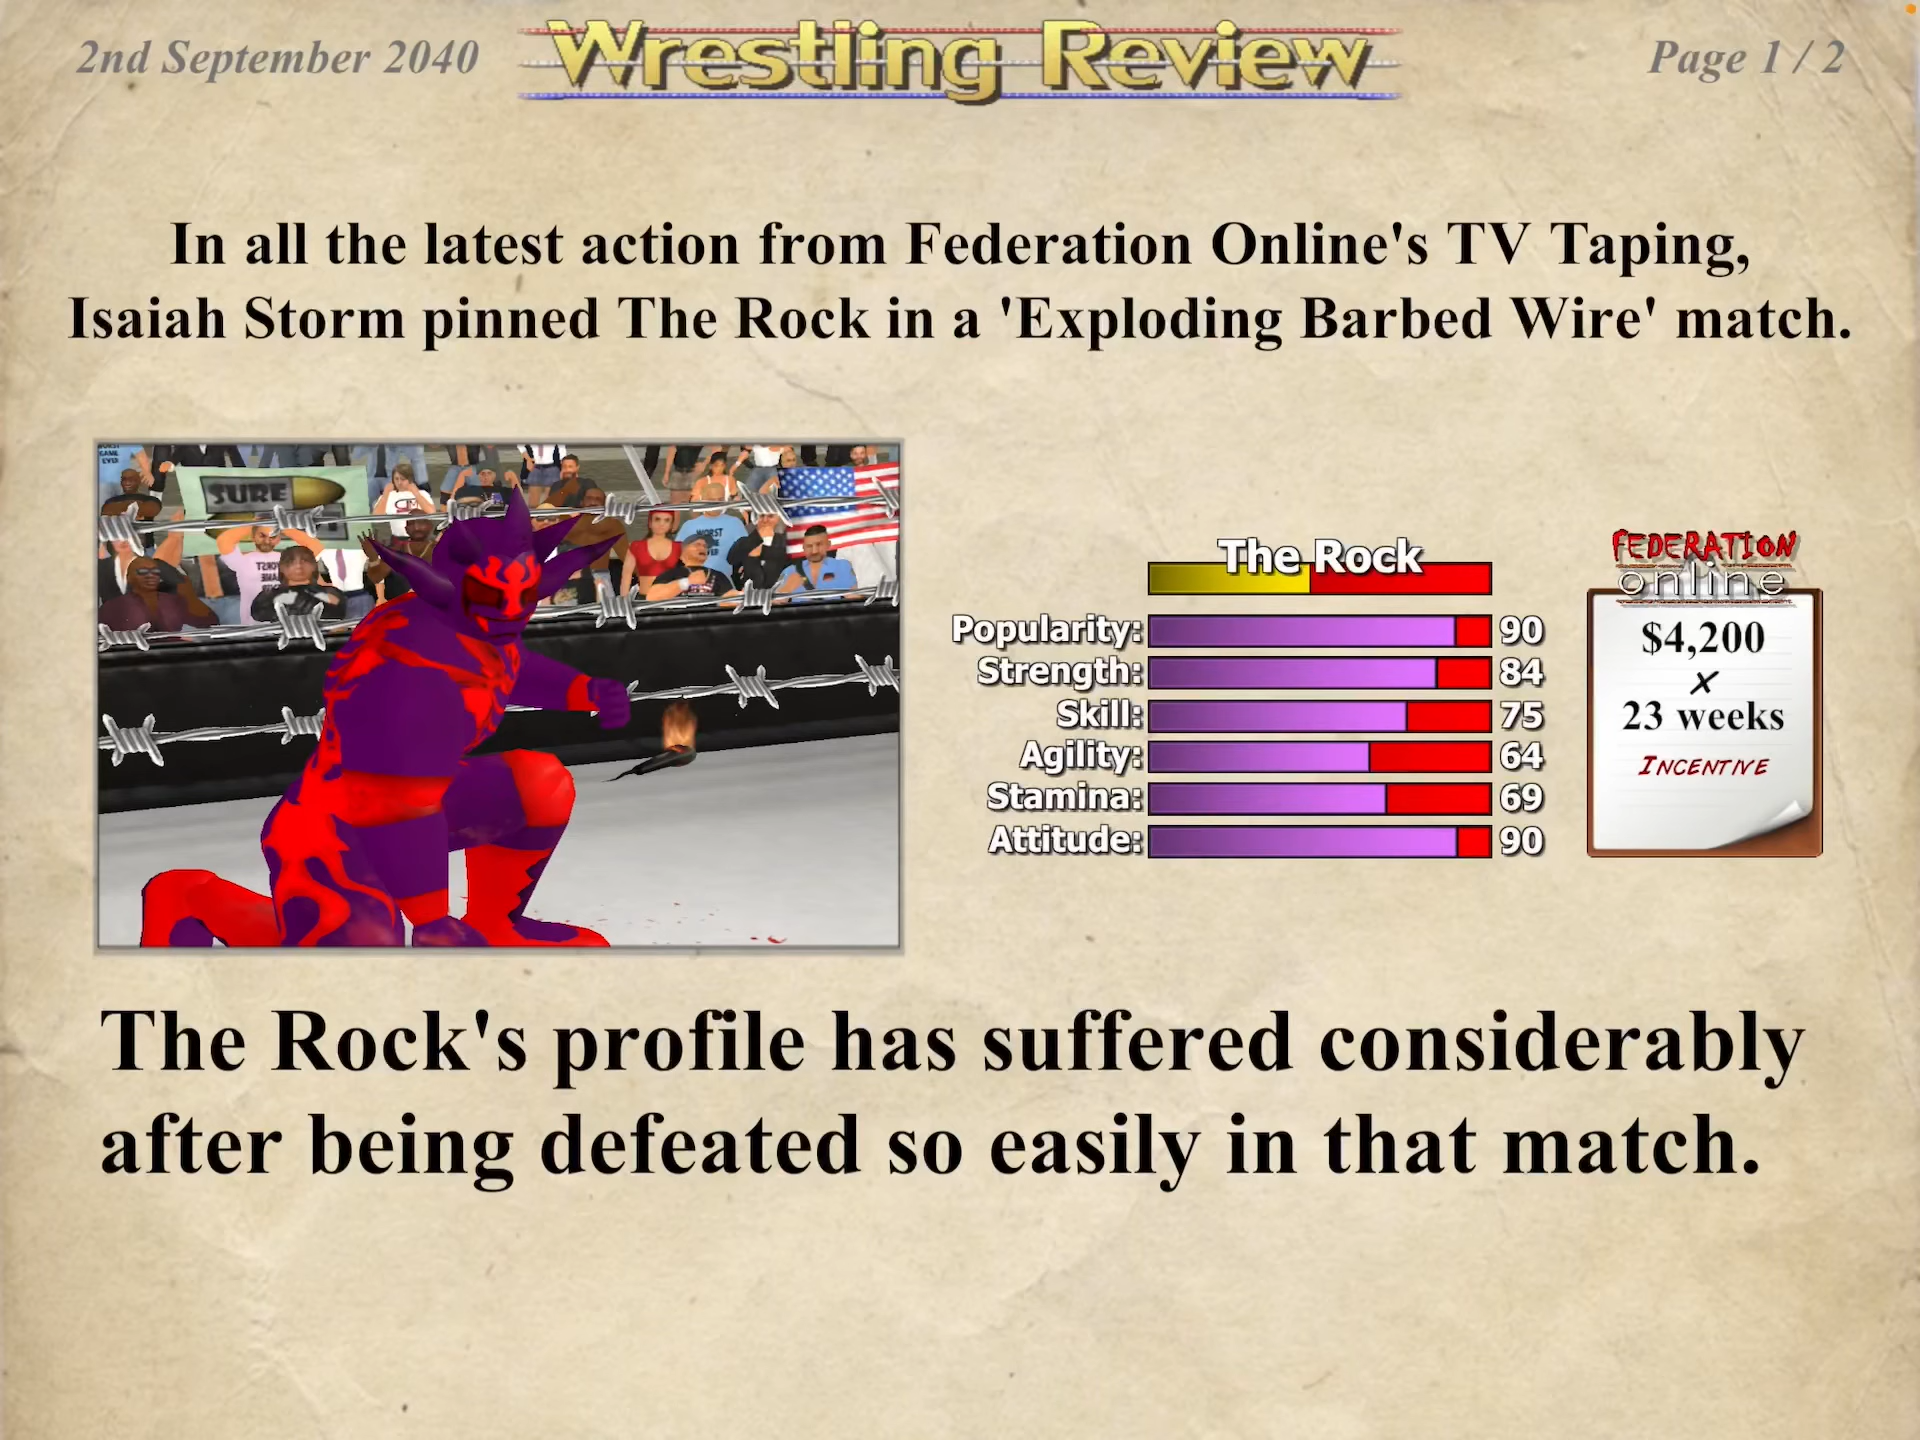 2nd September 2040
Wrestling Review
Page 1 / 2
In all the latest action from Federation Online's TV Taping,
Isaiah Storm pinned The Rock in a 'Exploding Barbed Wire' match.
SURE
WORST
The Rock
Popularity: 90
Strength: 84
Skill: 75
Agility: 64
Stamina: 69
Attitude: 90
FEDERATION
online
$4,200
x
23 weeks
INCENTIVE
The Rock's profile has suffered considerably
after being defeated so easily in that match.